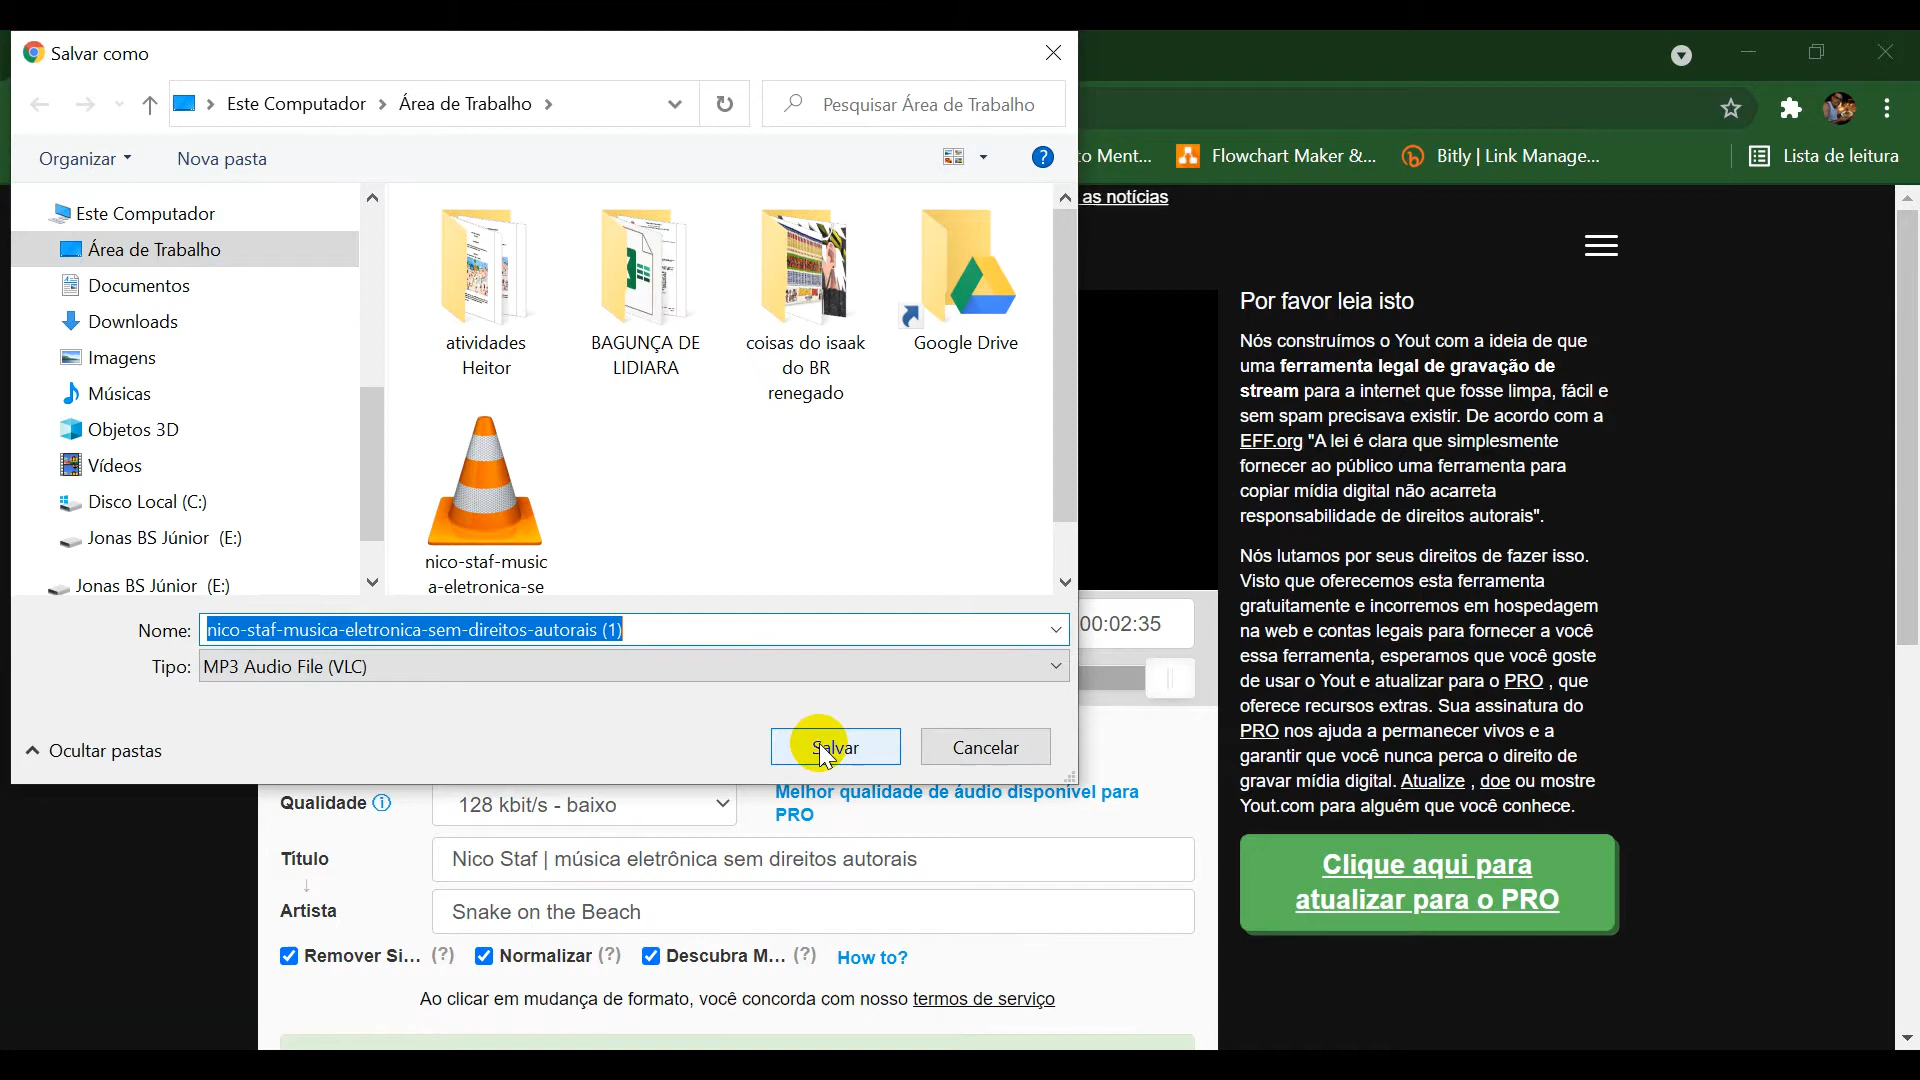 Salvar como
Este Computador
Área de Trabalho
Pesquisar Área de Trabalho
Organizar
Nova pasta
to Ment...
Flowchart Maker &...
Bitly | Link Manage...
Lista de leitura
Este Computador
Área de Trabalho
Documentos
Downloads
Imagens
Músicas
Objetos 3D
Vídeos
Disco Local (C:)
Jonas BS Júnior (E:)
Jonas BS Júnior (E:)
atividades
Heitor
BAGUNÇA DE
LIDIARA
coisas do isaak
do BR
renegado
Google Drive
nico-staf-music
a-eletronica-se
Nome: nico-staf-musica-eletronica-sem-direitos-autorais (1)
Tipo: MP3 Audio File (VLC)
Ocultar pastas
Salvar
Cancelar
as notícias
00:02:35
Qualidade
128 kbit/s - baixo
Melhor qualidade de áudio disponível para
PRO
Título
Nico Staf | música eletrônica sem direitos autorais
↓
Artista
Snake on the Beach
Remover Si... (?) Normalizar (?) Descubra M... (?) How to?
Ao clicar em mudança de formato, você concorda com nosso termos de serviço
Por favor leia isto
Nós construímos o Yout com a ideia de que
uma ferramenta legal de gravação de
stream para a internet que fosse limpa, fácil e
sem spam precisava existir. De acordo com a
EFF.org "A lei é clara que simplesmente
fornecer ao público uma ferramenta para
copiar mídia digital não acarreta
responsabilidade de direitos autorais".
Nós lutamos por seus direitos de fazer isso.
Visto que oferecemos esta ferramenta
gratuitamente e incorremos em hospedagem
na web e contas legais para fornecer a você
essa ferramenta, esperamos que você goste
de usar o Yout e atualizar para o PRO , que
oferece recursos extras. Sua assinatura do
PRO nos ajuda a permanecer vivos e a
garantir que você nunca perca o direito de
gravar mídia digital. Atualize , doe ou mostre
Yout.com para alguém que você conhece.
Clique aqui para
atualizar para o PRO